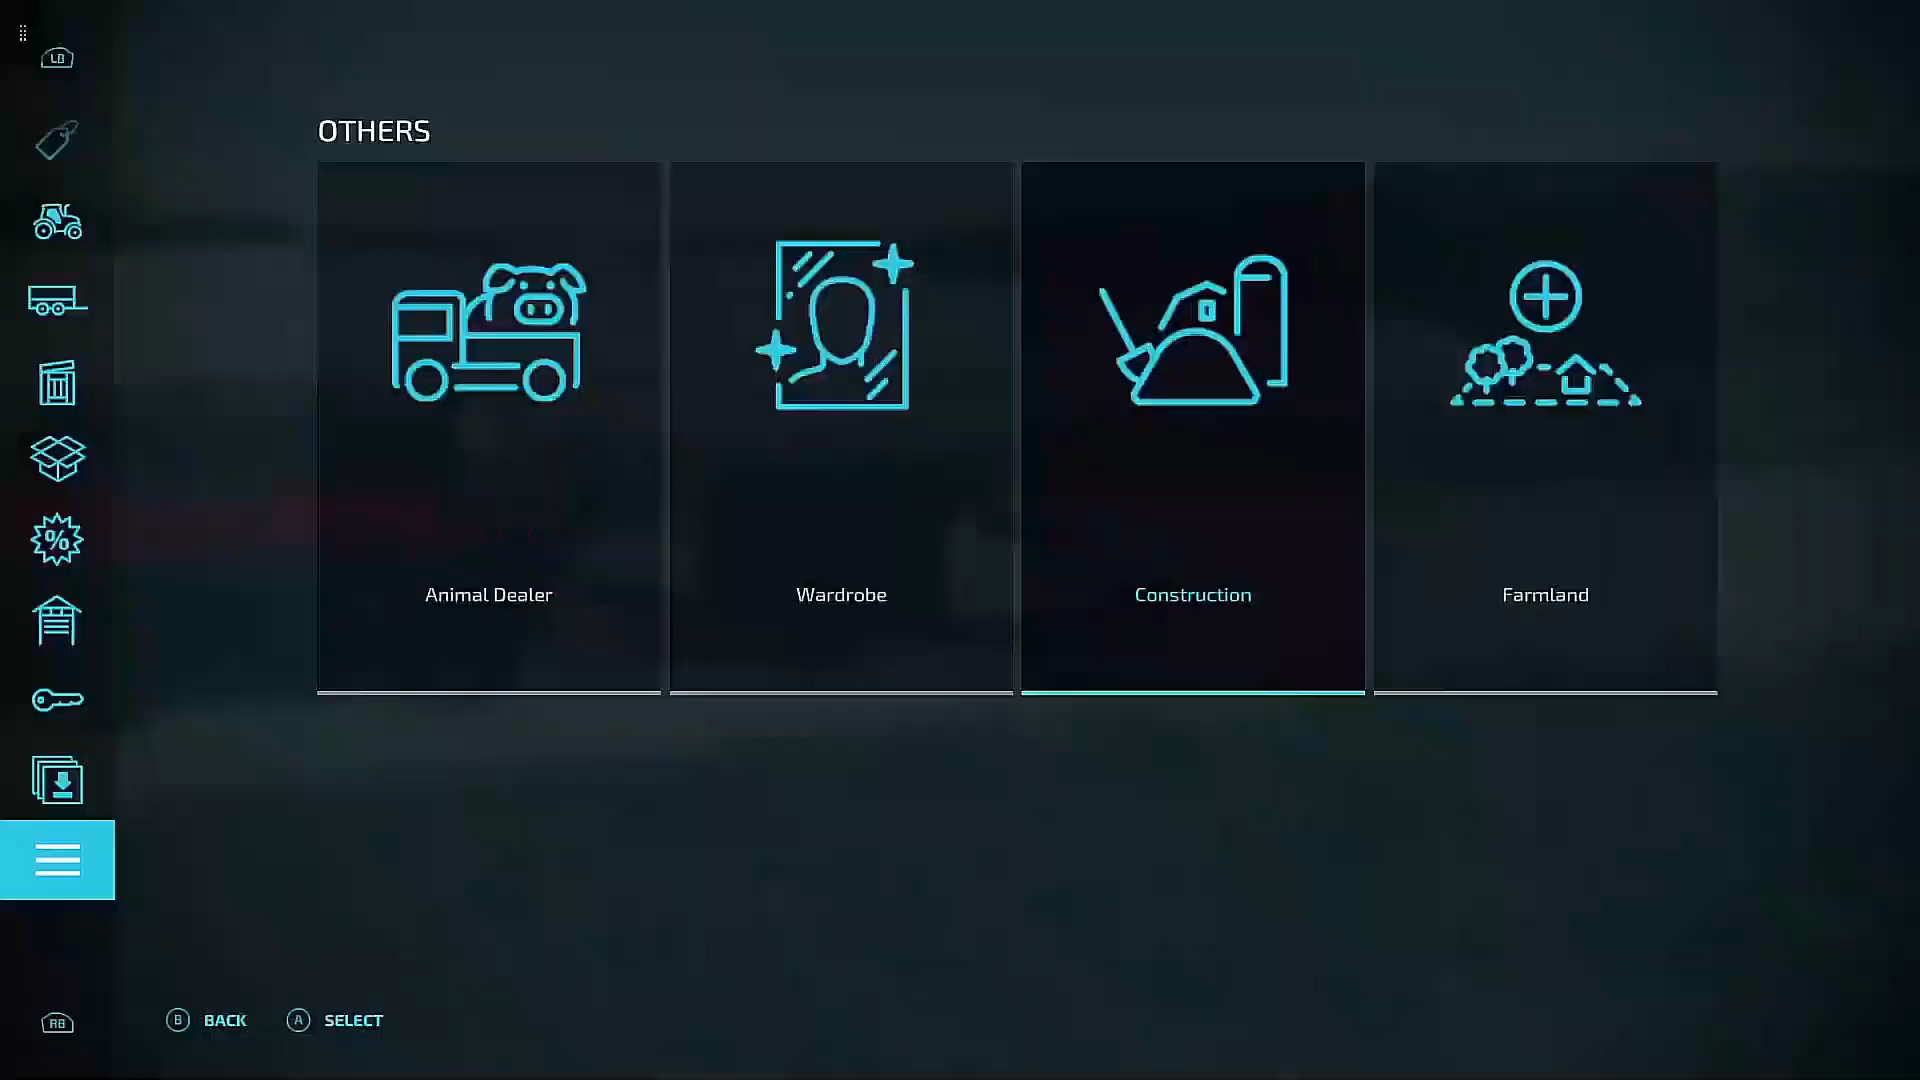 LB
OTHERS
%
Animal Dealer
Wardrobe
Construction
Farmland
RB
B BACK
A SELECT